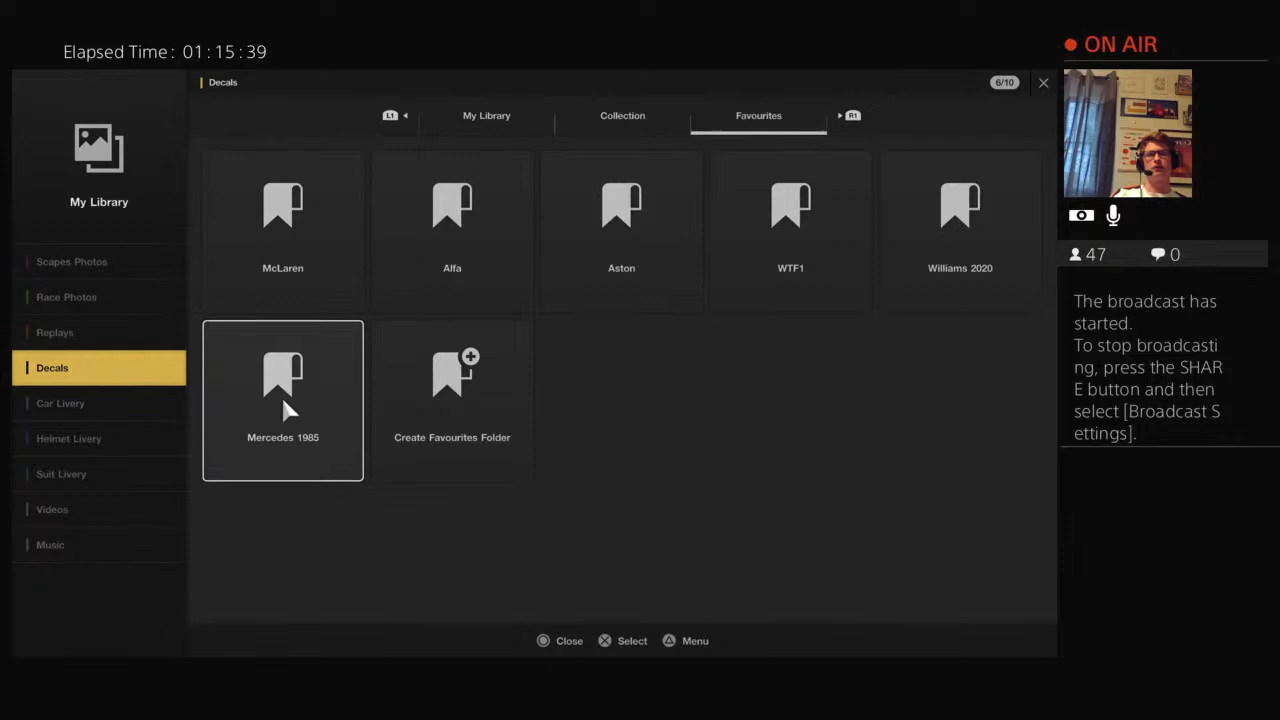 Elapsed Time: 01:15:39
ON AIR
Decals
6/10
L1
My Library
Collection
Favourites
R1
My Library
Scapes Photos
Race Photos
Replays
Decals
Car Livery
Helmet Livery
Suit Livery
Videos
Music
McLaren
Alfa
Aston
WTF1
Williams 2020
Mercedes 1985
Create Favourites Folder
Close
Select
Menu
47
0
The broadcast has
started.
To stop broadcasti
ng, press the SHAR
E button and then
select [Broadcast S
ettings].